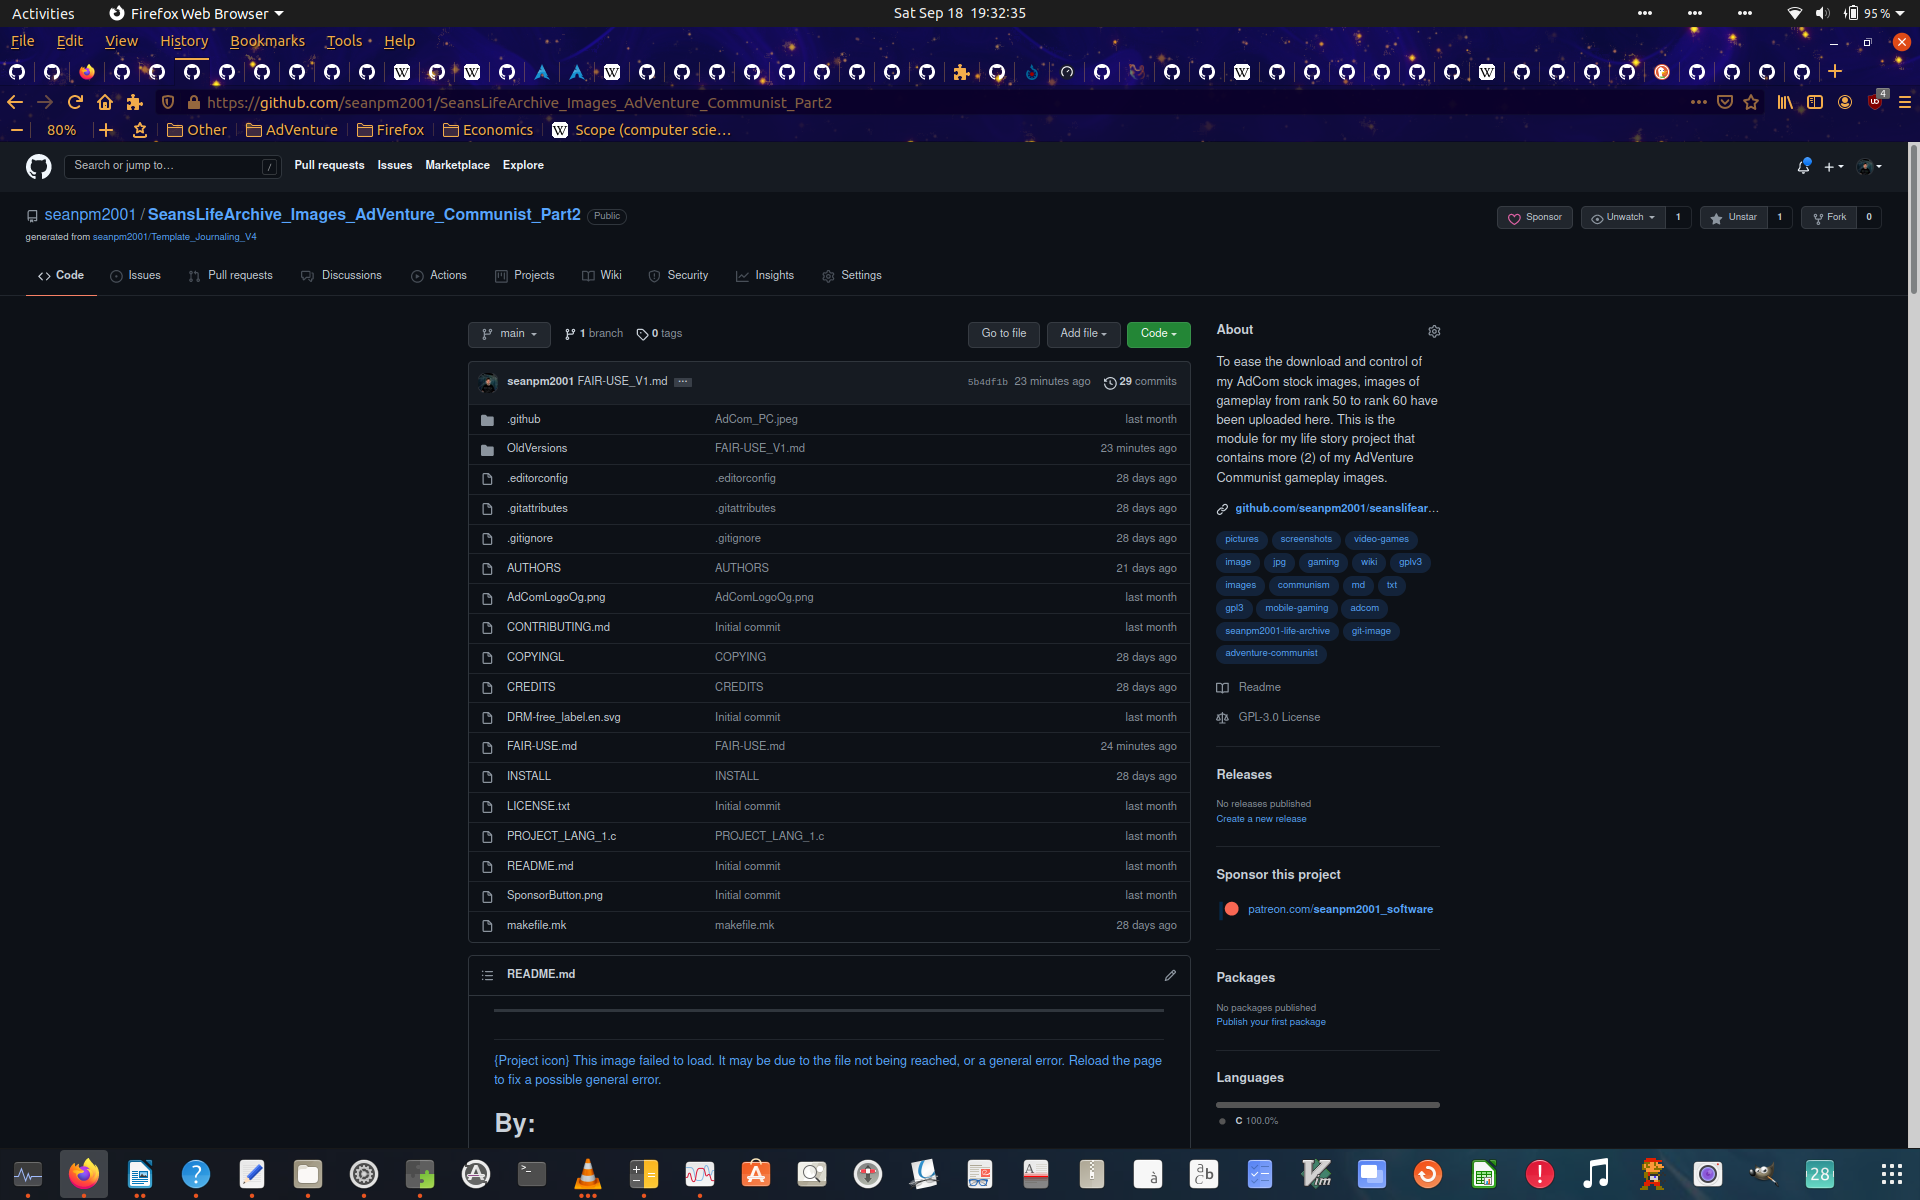 Activities
Firefox Web Browser
Sat Sep 18 19:32:35
95 %
File Edit View History Bookmarks Tools Help
https://github.com/seanpm2001/SeansLifeArchive_Images_AdVenture_Communist_Part2
4
80%
Other
AdVenture
Firefox
Economics
Scope (computer scie…
Search or jump to…
/
Pull requests Issues Marketplace Explore
seanpm2001 / SeansLifeArchive_Images_AdVenture_Communist_Part2
Public
Sponsor
Unwatch 1
Unstar 1
Fork 0
generated from seanpm2001/Template_Journaling_V4
Code
Issues
Pull requests
Discussions
Actions
Projects
Wiki
Security
Insights
Settings
main
1 branch
0 tags
Go to file
Add file
Code
seanpm2001 FAIR-USE_V1.md
5b4df1b 23 minutes ago
29 commits
.github AdCom_PC.jpeg last month
OldVersions FAIR-USE_V1.md 23 minutes ago
.editorconfig .editorconfig 28 days ago
.gitattributes .gitattributes 28 days ago
.gitignore .gitignore 28 days ago
AUTHORS AUTHORS 21 days ago
AdComLogoOg.png AdComLogoOg.png last month
CONTRIBUTING.md Initial commit last month
COPYINGL COPYING 28 days ago
CREDITS CREDITS 28 days ago
DRM-free_label.en.svg Initial commit last month
FAIR-USE.md FAIR-USE.md 24 minutes ago
INSTALL INSTALL 28 days ago
LICENSE.txt Initial commit last month
PROJECT_LANG_1.c PROJECT_LANG_1.c last month
README.md Initial commit last month
SponsorButton.png Initial commit last month
makefile.mk makefile.mk 28 days ago
README.md
{Project icon} This image failed to load. It may be due to the file not being reached, or a general error. Reload the page
to fix a possible general error.
By:
About
To ease the download and control of
my AdCom stock images, images of
gameplay from rank 50 to rank 60 have
been uploaded here. This is the
module for my life story project that
contains more (2) of my AdVenture
Communist gameplay images.
github.com/seanpm2001/seanslifear…
pictures screenshots video-games
image jpg gaming wiki gplv3
images communism md txt
gpl3 mobile-gaming adcom
seanpm2001-life-archive git-image
adventure-communist
Readme
GPL-3.0 License
Releases
No releases published
Create a new release
Sponsor this project
patreon.com/seanpm2001_software
Packages
No packages published
Publish your first package
Languages
C 100.0%
28